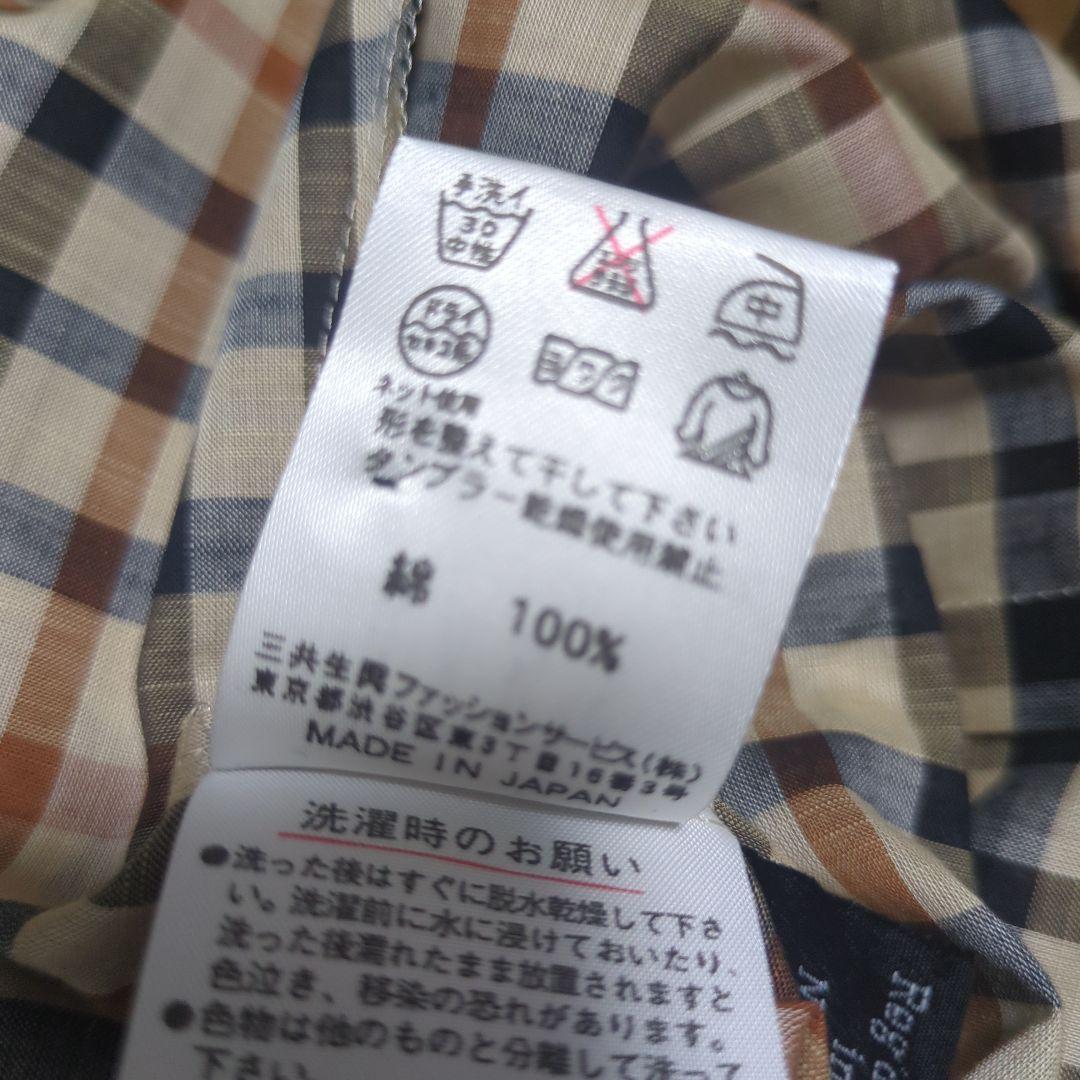 手洗イ
30
中性
中
ドライ
セキユ系
ヨワク
ネット使用
形を整えて干して下さい
タンブラー乾燥使用禁止
綿 100%
三共生興ファッションサービス(株)
東京都渋谷区東3丁目16番3号
MADE IN JAPAN
洗濯時のお願い
●洗った後はすぐに脱水乾燥して下さ
い。洗濯前に水に浸けておいたり、
洗った後濡れたまま放置されますと
色泣き、移染の恐れがあります。
●色物は他のものと分離して洗って
下さい。